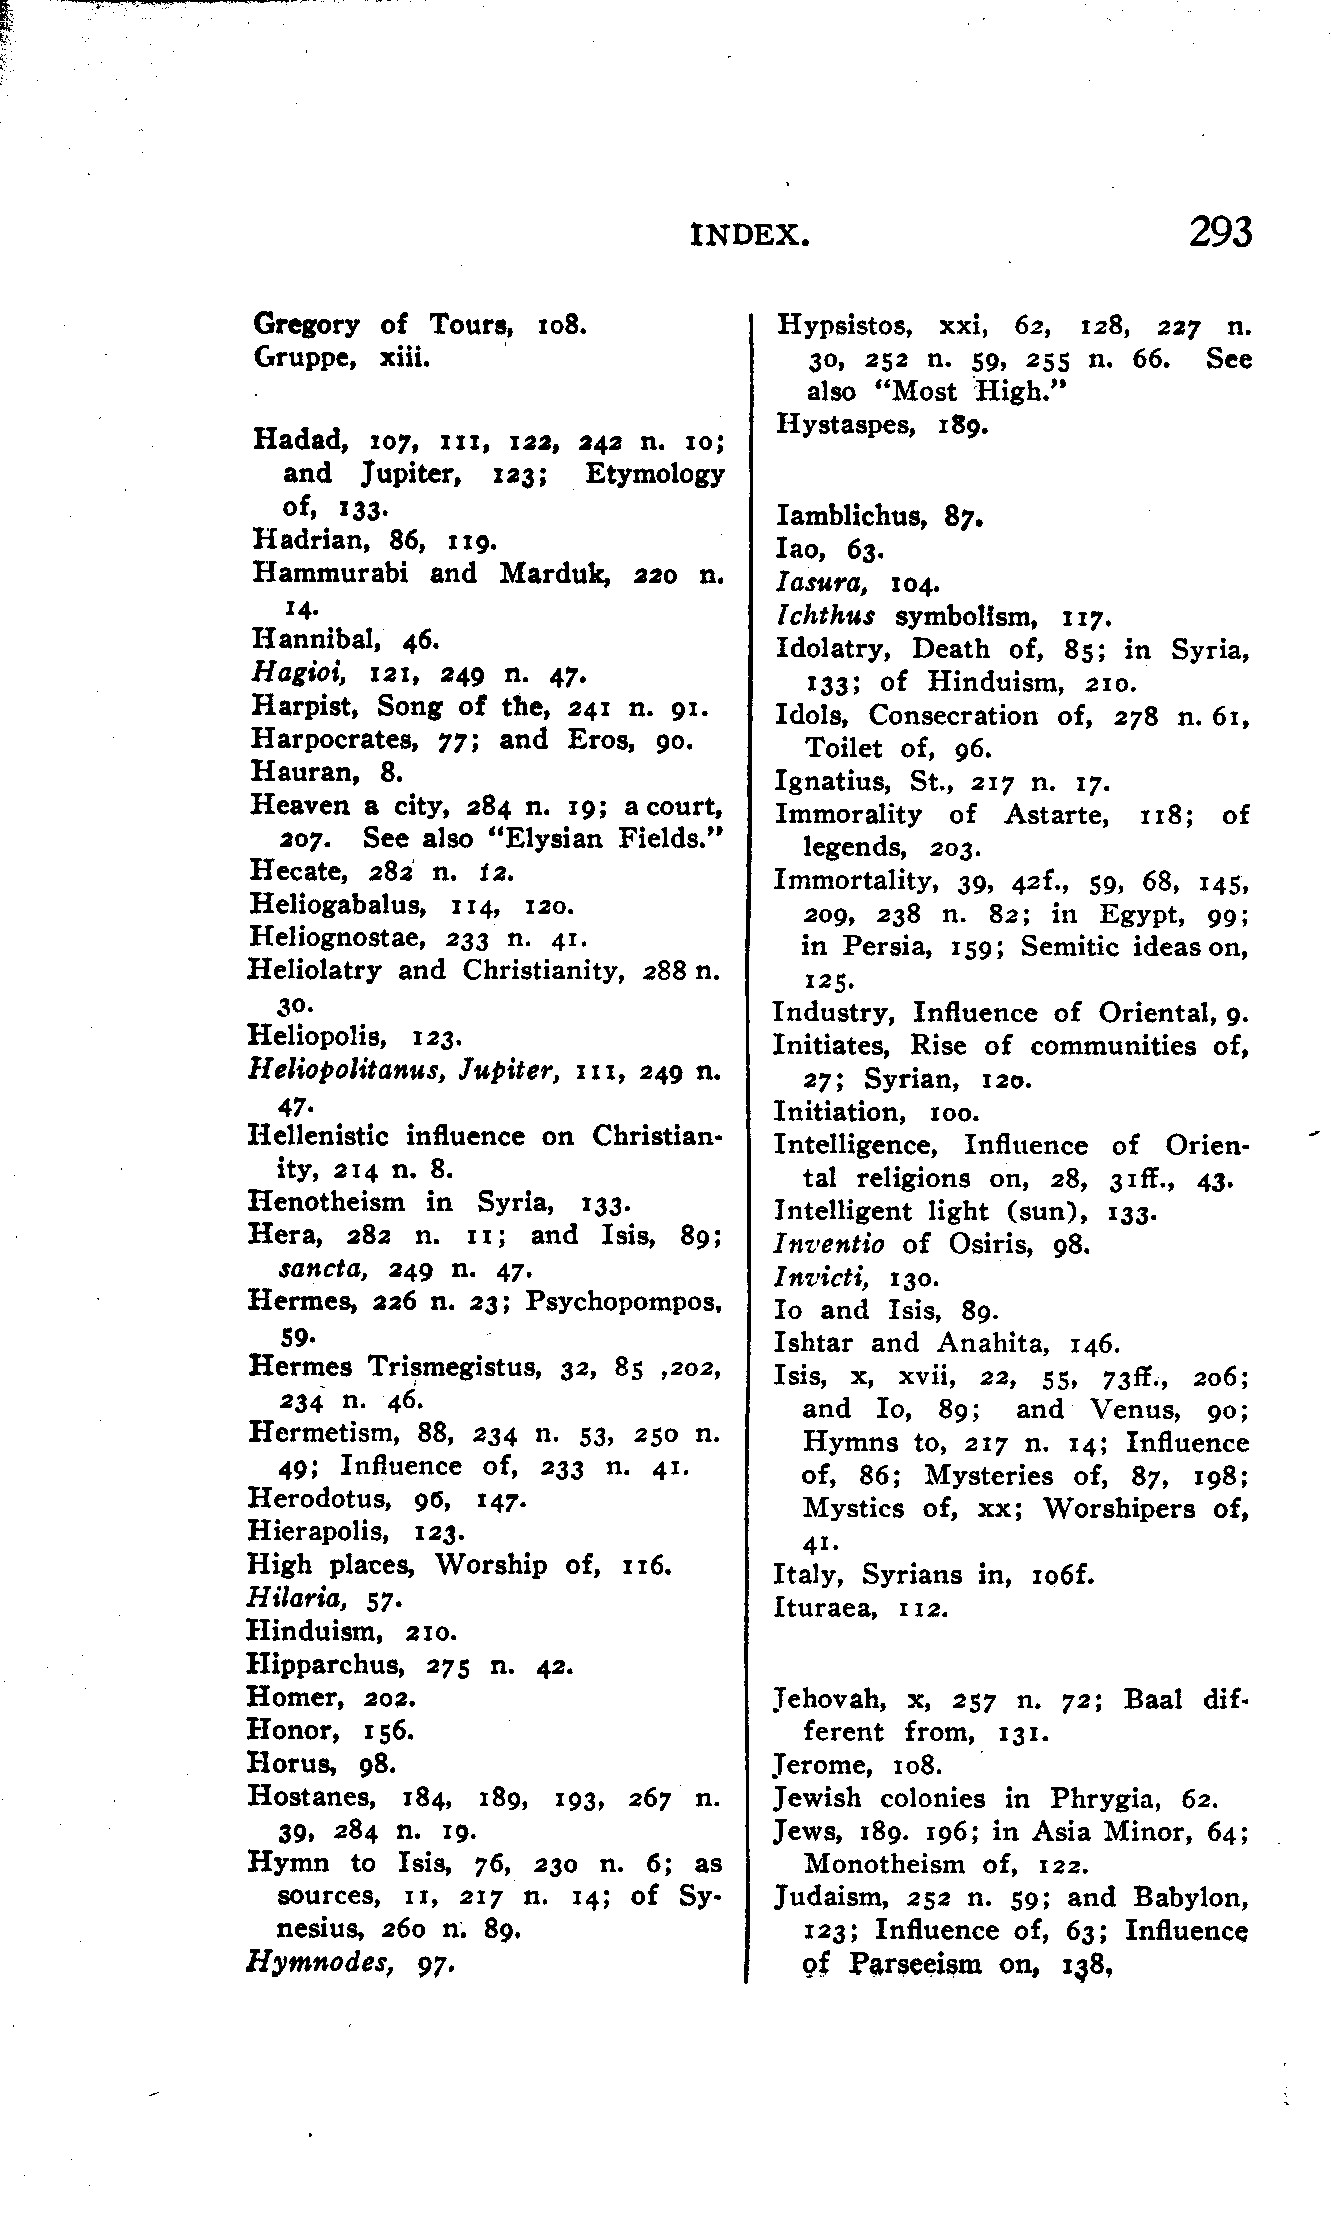 INDEX. 293
Gregory of Tours, 108.
Gruppe, xiii.
Hadad, 107, 111, 122, 242 n. 10;
and Jupiter, 123; Etymology
of, 133.
Hadrian, 86, 119.
Hammurabi and Marduk, 220 n.
14.
Hannibal, 46.
Hagioi, 121, 249 n. 47.
Harpist, Song of the, 241 n. 91.
Harpocrates, 77; and Eros, 90.
Hauran, 8.
Heaven a city, 284 n. 19; a court,
207. See also "Elysian Fields."
Hecate, 282 n. 12.
Heliogabalus, 114, 120.
Heliognostae, 233 n. 41.
Heliolatry and Christianity, 288 n.
30.
Heliopolis, 123.
Heliopolitanus, Jupiter, 111, 249 n.
47.
Hellenistic influence on Christian-
ity, 214 n. 8.
Henotheism in Syria, 133.
Hera, 282 n. 11; and Isis, 89;
sancta, 249 n. 47.
Hermes, 226 n. 23; Psychopompos,
59.
Hermes Trismegistus, 32, 85 ,202,
234 n. 46.
Hermetism, 88, 234 n. 53, 250 n.
49; Influence of, 233 n. 41.
Herodotus, 96, 147.
Hierapolis, 123.
High places, Worship of, 116.
Hilaria, 57.
Hinduism, 210.
Hipparchus, 275 n. 42.
Homer, 202.
Honor, 156.
Horus, 98.
Hostanes, 184, 189, 193, 267 n.
39, 284 n. 19.
Hymn to Isis, 76, 230 n. 6; as
sources, 11, 217 n. 14; of Sy-
nesius, 260 n. 89.
Hymnodes, 97.
Hypsistos, xxi, 62, 128, 227 n.
30, 252 n. 59, 255 n. 66. See
also "Most High."
Hystaspes, 189.
Iamblichus, 87.
Iao, 63.
Iasura, 104.
Ichthus symbolism, 117.
Idolatry, Death of, 85; in Syria,
133; of Hinduism, 210.
Idols, Consecration of, 278 n. 61,
Toilet of, 96.
Ignatius, St., 217 n. 17.
Immorality of Astarte, 118; of
legends, 203.
Immortality, 39, 42f., 59, 68, 145,
209, 238 n. 82; in Egypt, 99;
in Persia, 159; Semitic ideas on,
125.
Industry, Influence of Oriental, 9.
Initiates, Rise of communities of,
27; Syrian, 120.
Initiation, 100.
Intelligence, Influence of Orien-
tal religions on, 28, 31ff., 43.
Intelligent light (sun), 133.
Inventio of Osiris, 98.
Invicti, 130.
Io and Isis, 89.
Ishtar and Anahita, 146.
Isis, x, xvii, 22, 55, 73ff., 206;
and Io, 89; and Venus, 90;
Hymns to, 217 n. 14; Influence
of, 86; Mysteries of, 87, 198;
Mystics of, xx; Worshipers of,
41.
Italy, Syrians in, 106f.
Ituraea, 112.
Jehovah, x, 257 n. 72; Baal dif-
ferent from, 131.
Jerome, 108.
Jewish colonies in Phrygia, 62.
Jews, 189. 196; in Asia Minor, 64;
Monotheism of, 122.
Judaism, 252 n. 59; and Babylon,
123; Influence of, 63; Influence
of Parseeism on, 138,